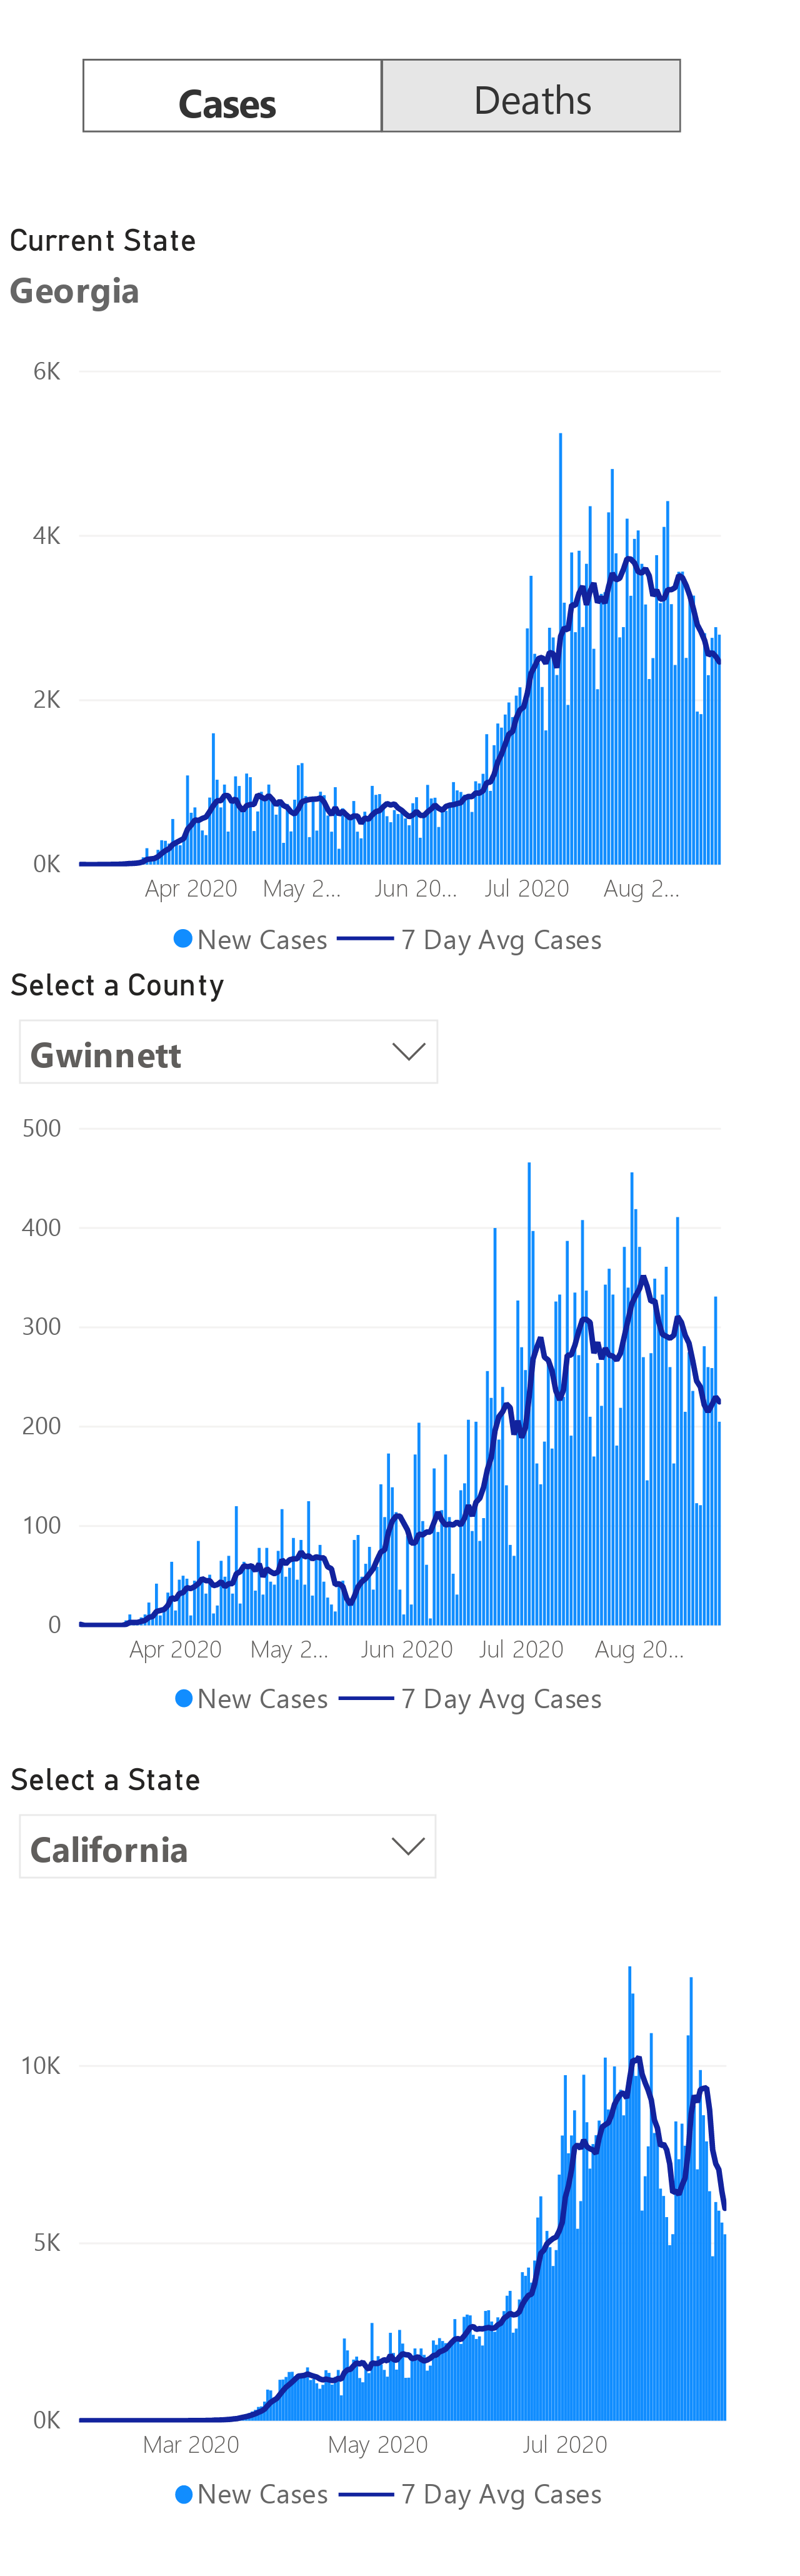 Cases Deaths
Current State
Georgia
6K
4K
2K
0K
Apr 2020 May 2... Jun 20... Jul 2020 Aug 2...
New Cases 7 Day Avg Cases
Select a County
Gwinnett
500
400
300
200
100
0
Apr 2020 May 2... Jun 2020 Jul 2020 Aug 20...
New Cases 7 Day Avg Cases
Select a State
California
10K
5K
0K
Mar 2020 May 2020 Jul 2020
New Cases 7 Day Avg Cases